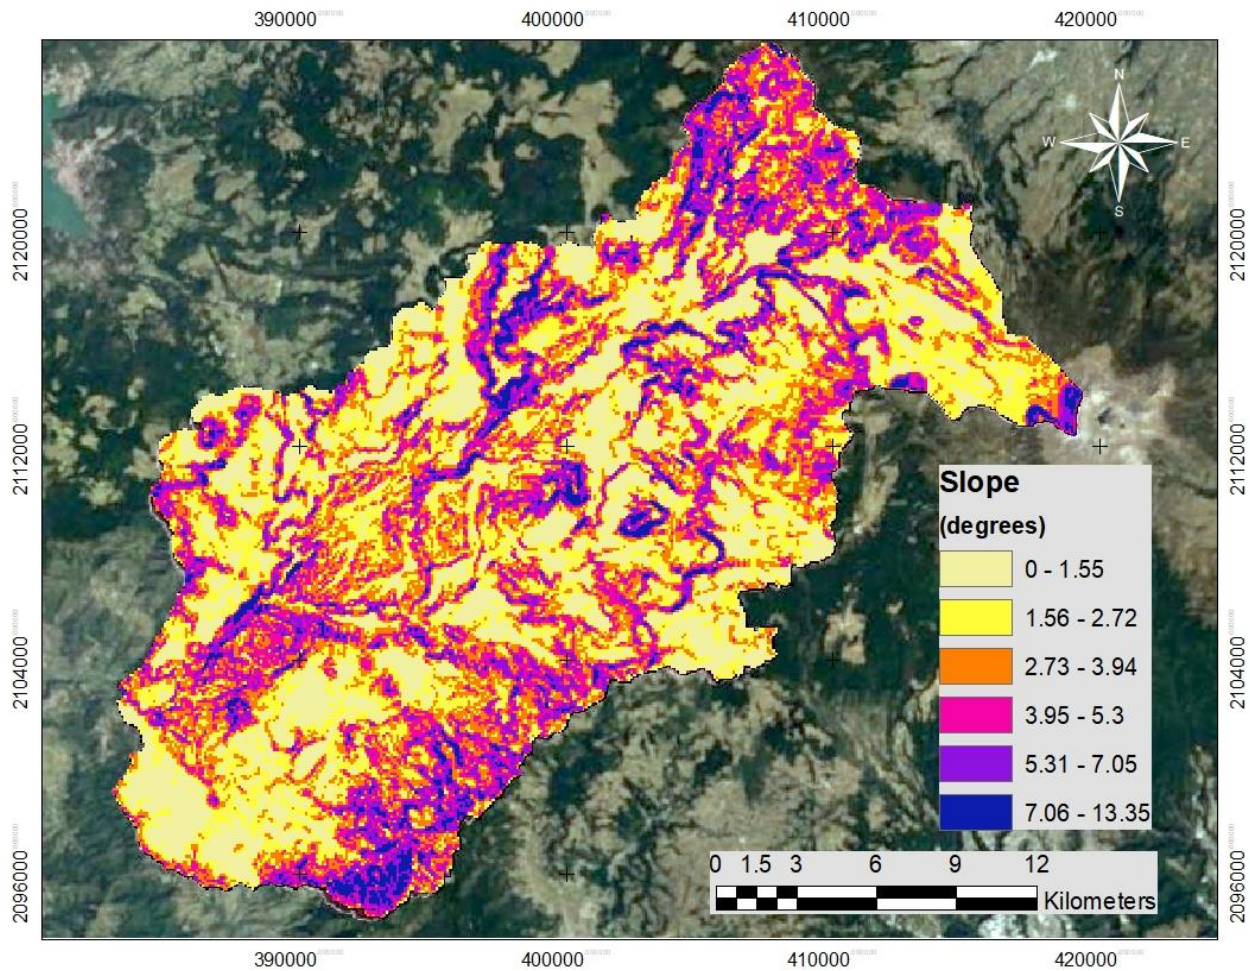 390000 400000 410000 420000
N
W E
S
2120000 2120000
2112000 2112000
2104000 2104000
2096000 2096000
Slope
(degrees)
0 - 1.55
1.56 - 2.72
2.73 - 3.94
3.95 - 5.3
5.31 - 7.05
7.06 - 13.35
0 1.5 3 6 9 12
Kilometers
390000 400000 410000 420000